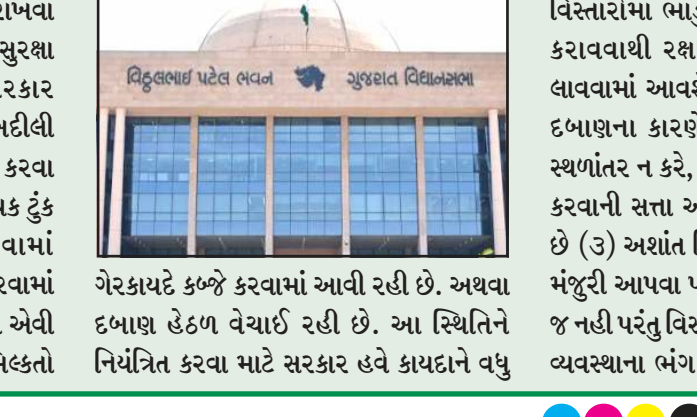 રાખવા
સુરક્ષા
રકાર
બદીલી
કરવા
ક ટુંક
વામાં
રવામાં
એવી
મિલ્કતો
વિઠ્ઠલભાઈ પટેલ ભવન ગુજરાત વિધાનસભા
ગેરકાયદે કબ્જે કરવામાં આવી રહી છે. અથવા
દબાણ હેઠળ વેચાઈ રહી છે. આ સ્થિતિને
નિયંત્રિત કરવા માટે સરકાર હવે કાયદાને વધુ
વિસ્તારોમાં
કરાવવાથી રક્ષ
લાવવામાં આવશે
દબાણના કારણે
સ્થળાંતર ન કરે,
કરવાની સત્તા
છે (૩) અશાંત
મંજુરી આપવા
જ નહી પરંતુ
વ્યવસ્થાના ભંગ